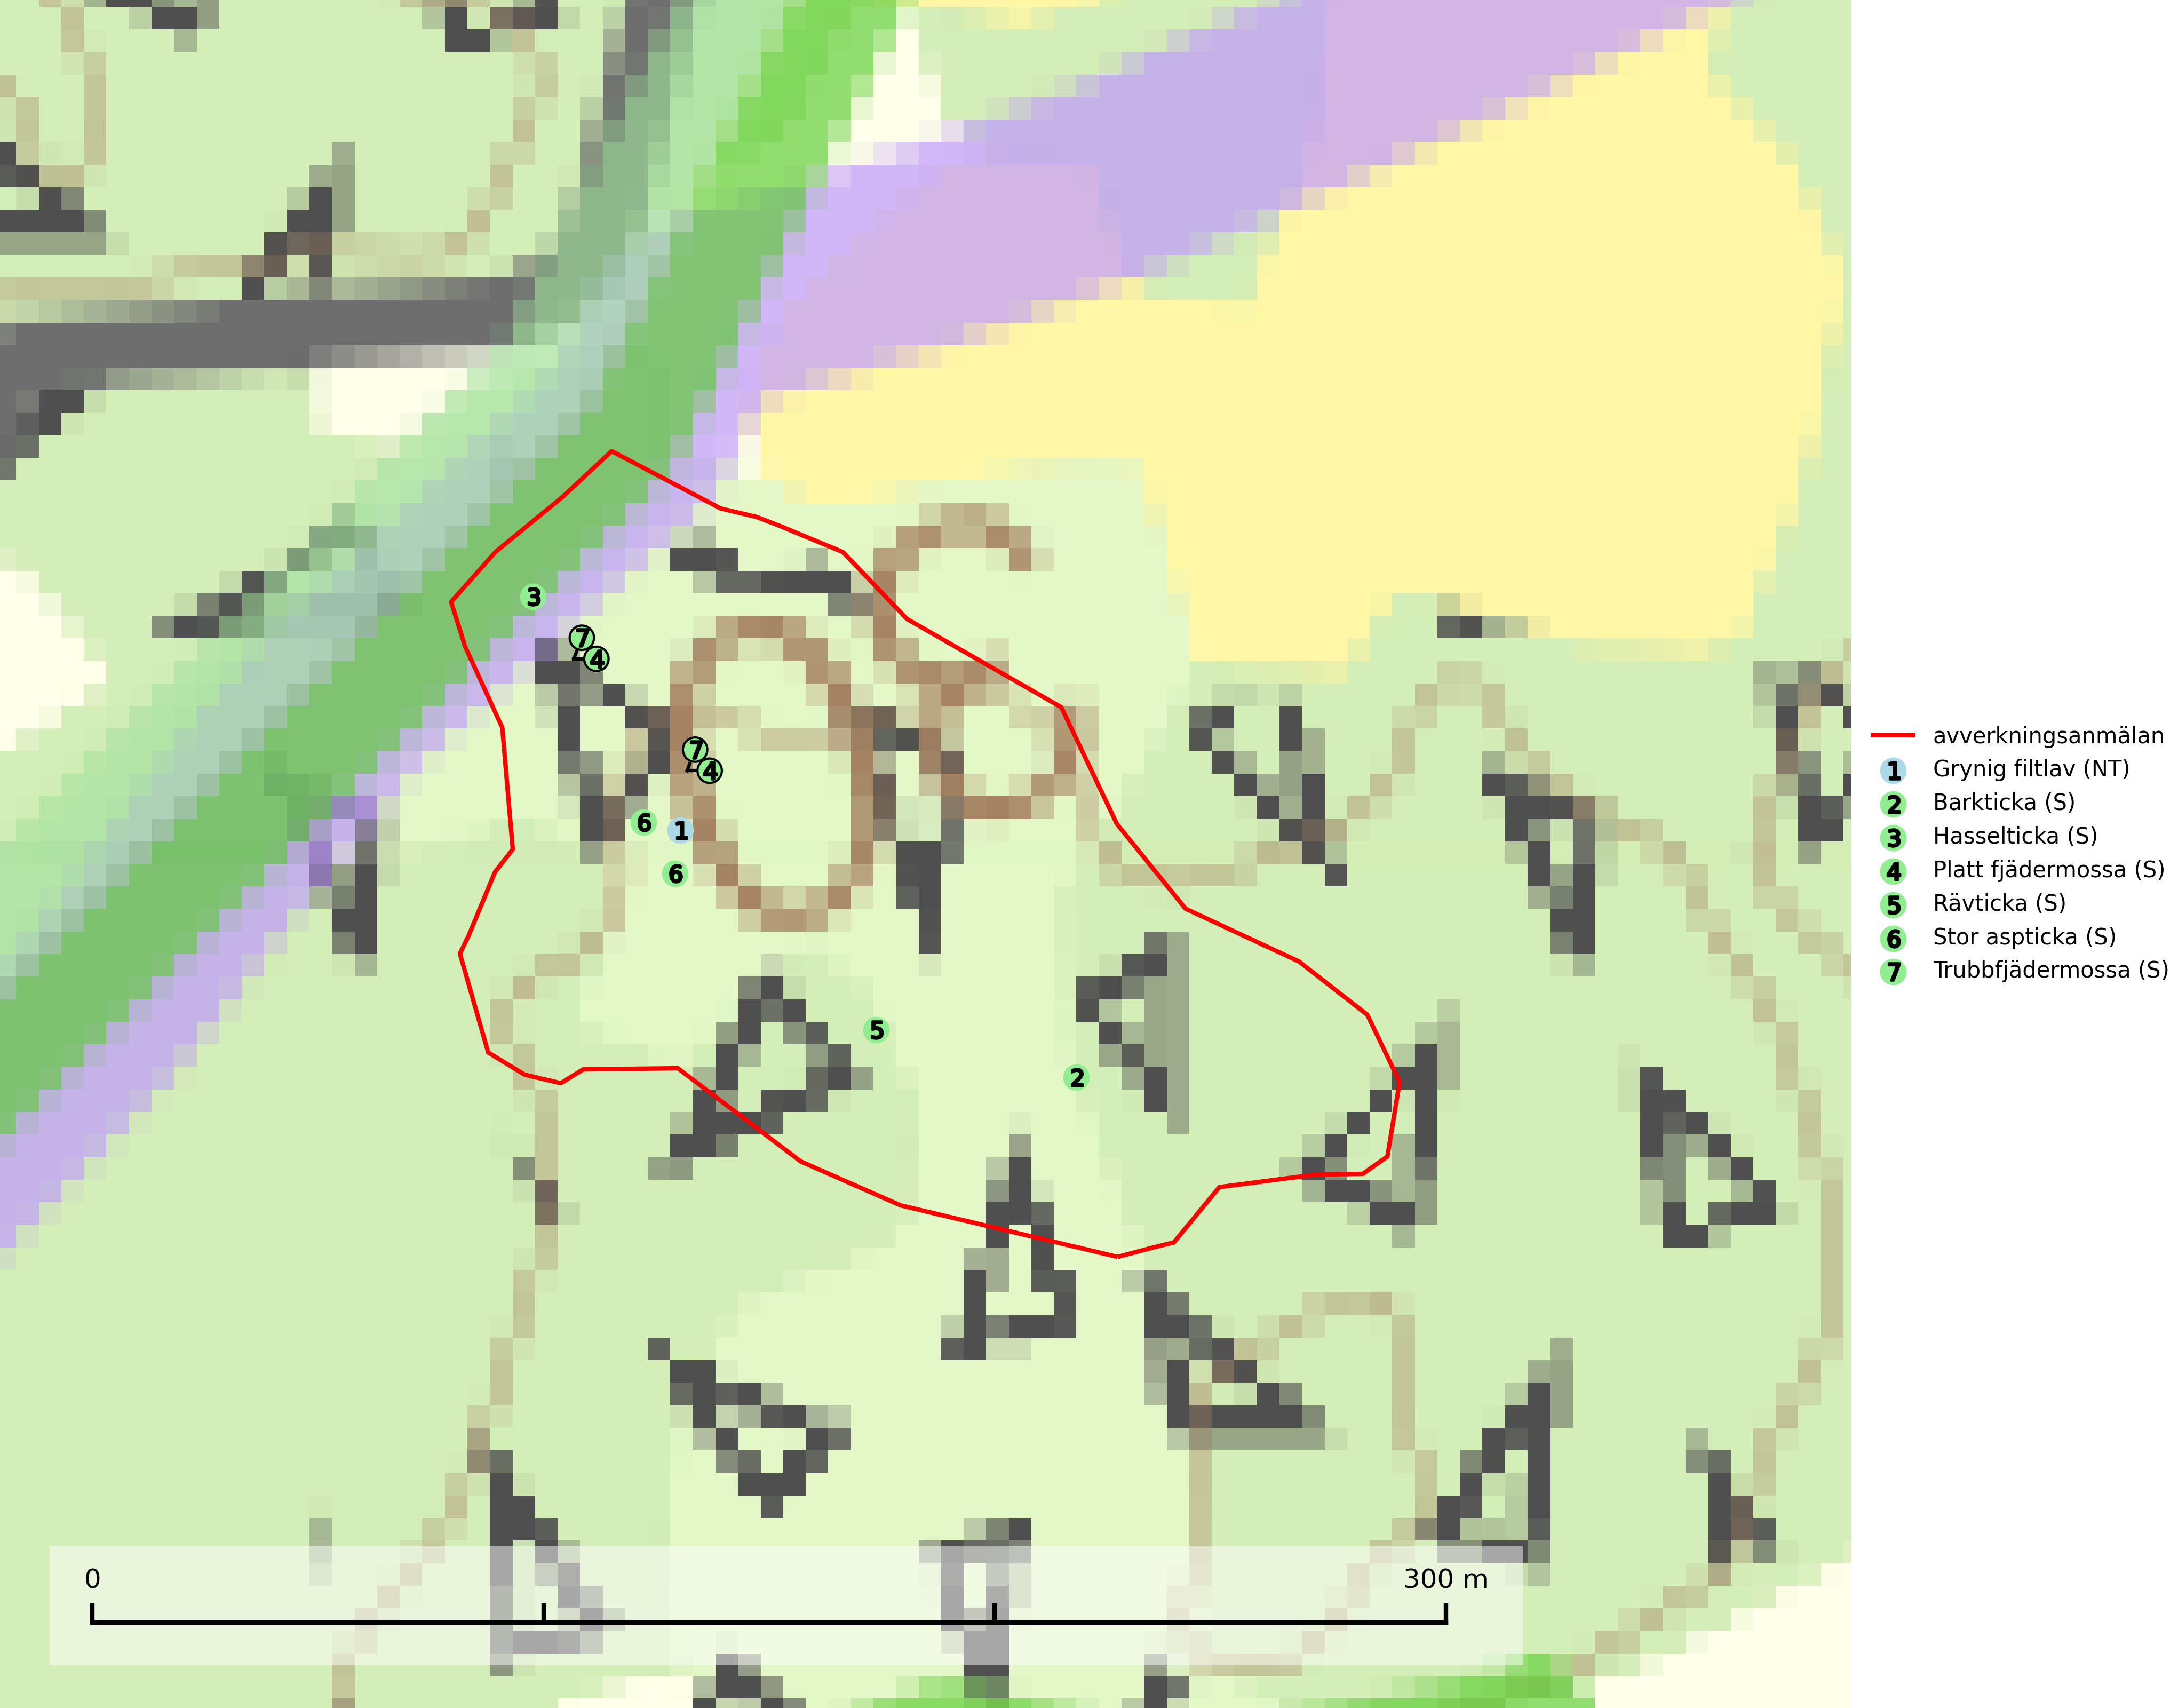 3
7
4
7
4
6
1
6
5
2
0
300 m
avverkningsanmälan
1 Grynig filtlav (NT)
2 Barkticka (S)
3 Hasselticka (S)
4 Platt fjädermossa (S)
5 Rävticka (S)
6 Stor aspticka (S)
7 Trubbfjädermossa (S)